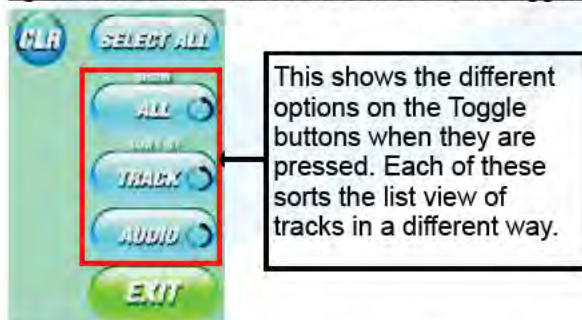 CLR
SELECT ALL
ALL
TRACK
AUDIO
EXIT
This shows the different
options on the Toggle
buttons when they are
pressed. Each of these
sorts the list view of
tracks in a different way.